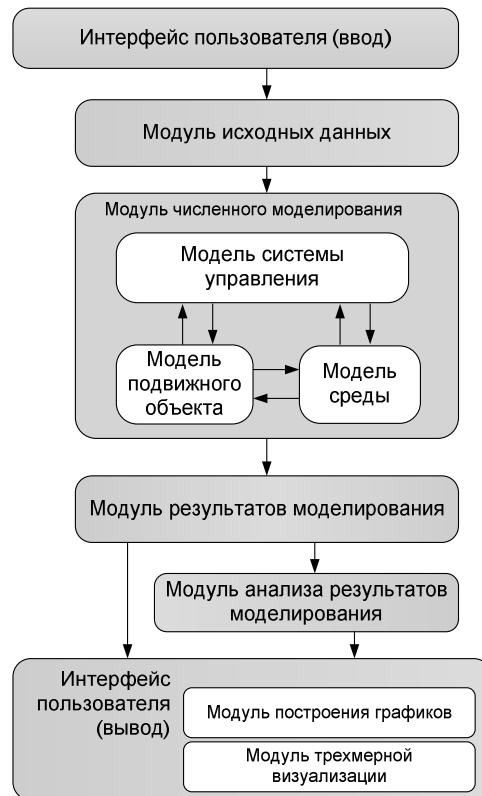 Интерфейс пользователя (ввод)
Модуль исходных данных
Модуль численного моделирования
Модель системы
управления
Модель
подвижного
объекта
Модель
среды
Модуль результатов моделирования
Модуль анализа результатов
моделирования
Интерфейс
пользователя
(вывод)
Модуль построения графиков
Модуль трехмерной
визуализации